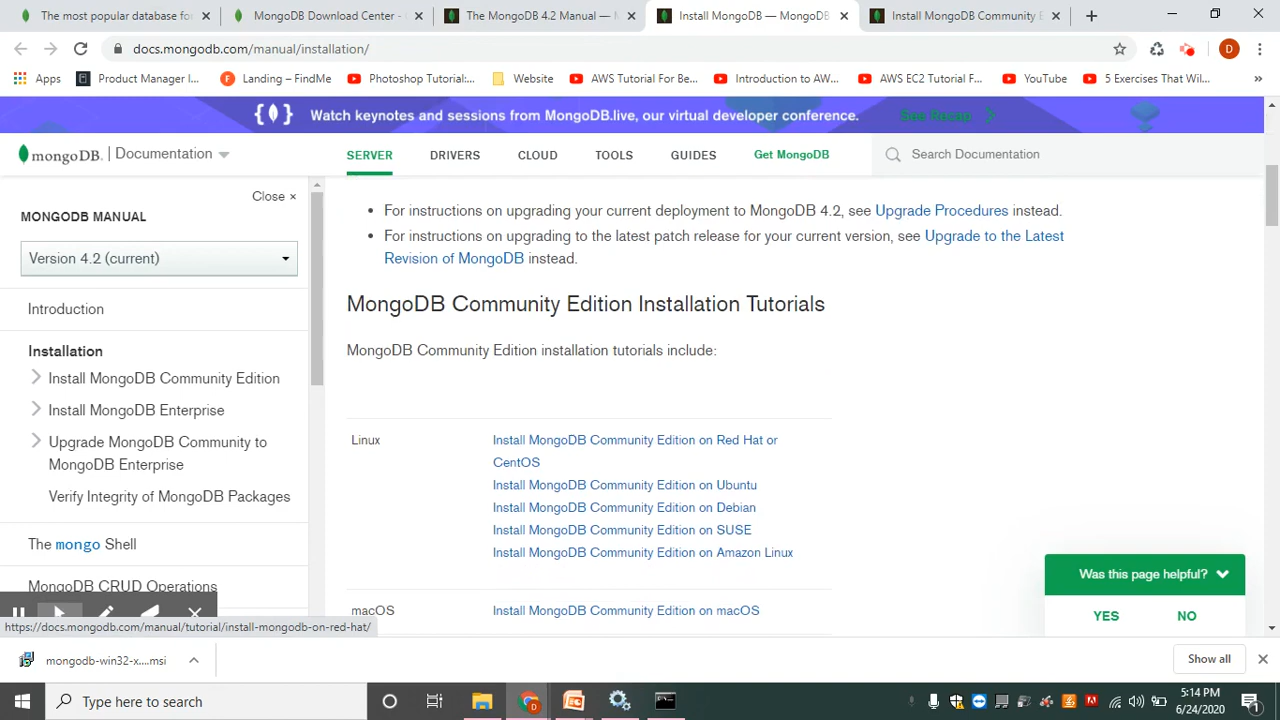 The most popular database f
MongoDB Download Center -
The MongoDB 4.2 Manual — M
Install MongoDB — MongoDB
Install MongoDB Community E
docs.mongodb.com/manual/installation/
D
Apps
Product Manager I...
Landing – FindMe
Photoshop Tutorial:...
Website
AWS Tutorial For Be...
Introduction to AW...
AWS EC2 Tutorial F...
YouTube
5 Exercises That Wil...
»
Watch keynotes and sessions from MongoDB.live, our virtual developer conference.
See Recap
mongoDB. Documentation
SERVER
DRIVERS
CLOUD
TOOLS
GUIDES
Get MongoDB
Search Documentation
Close ×
MONGODB MANUAL
Version 4.2 (current)
Introduction
Installation
Install MongoDB Community Edition
Install MongoDB Enterprise
Upgrade MongoDB Community to
MongoDB Enterprise
Verify Integrity of MongoDB Packages
The mongo Shell
MongoDB CRUD Operations
• For instructions on upgrading your current deployment to MongoDB 4.2, see Upgrade Procedures instead.
• For instructions on upgrading to the latest patch release for your current version, see Upgrade to the Latest
Revision of MongoDB instead.
MongoDB Community Edition Installation Tutorials
MongoDB Community Edition installation tutorials include:
Linux
Install MongoDB Community Edition on Red Hat or
CentOS
Install MongoDB Community Edition on Ubuntu
Install MongoDB Community Edition on Debian
Install MongoDB Community Edition on SUSE
Install MongoDB Community Edition on Amazon Linux
macOS
Install MongoDB Community Edition on macOS
Was this page helpful?
YES
NO
https://docs.mongodb.com/manual/tutorial/install-mongodb-on-red-hat/
mongodb-win32-x....msi
Show all
Type here to search
5:14 PM
6/24/2020
1